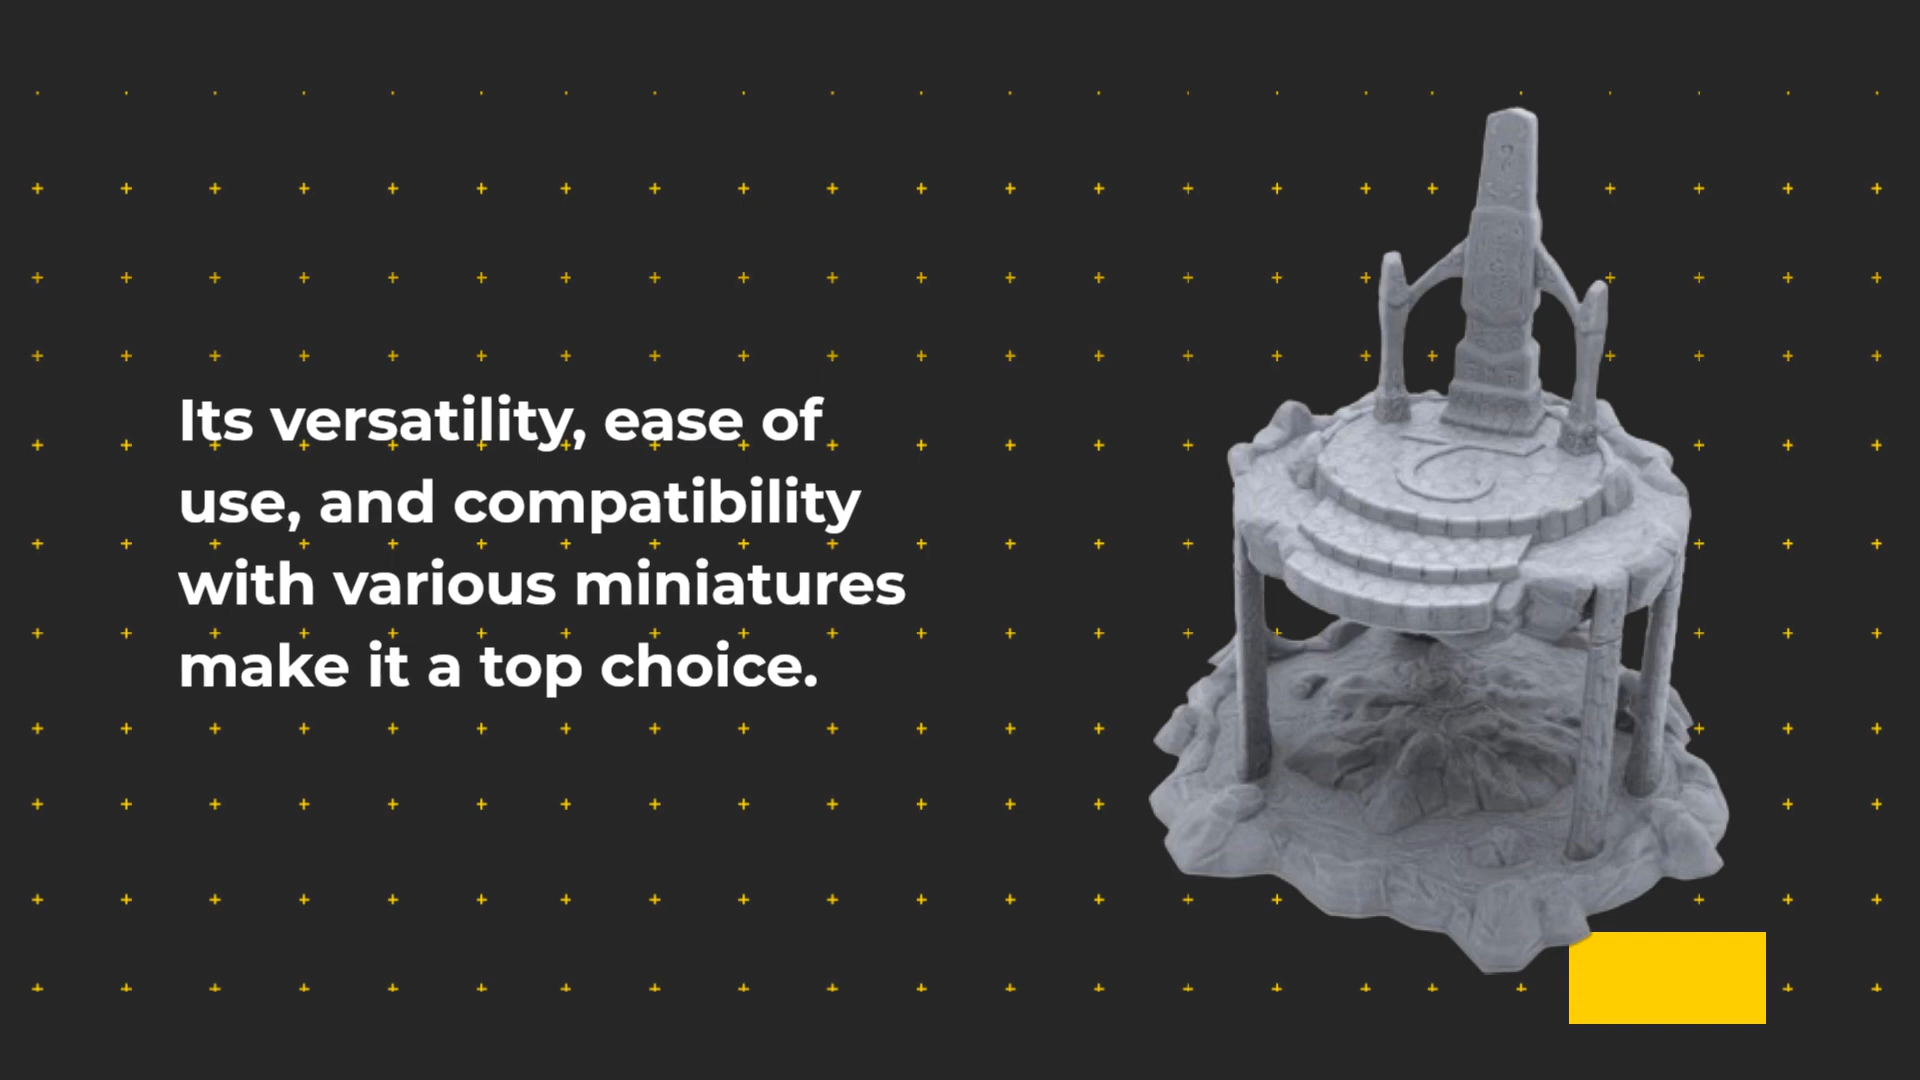 Its versatility, ease of
use, and compatibility
with various miniatures
make it a top choice.